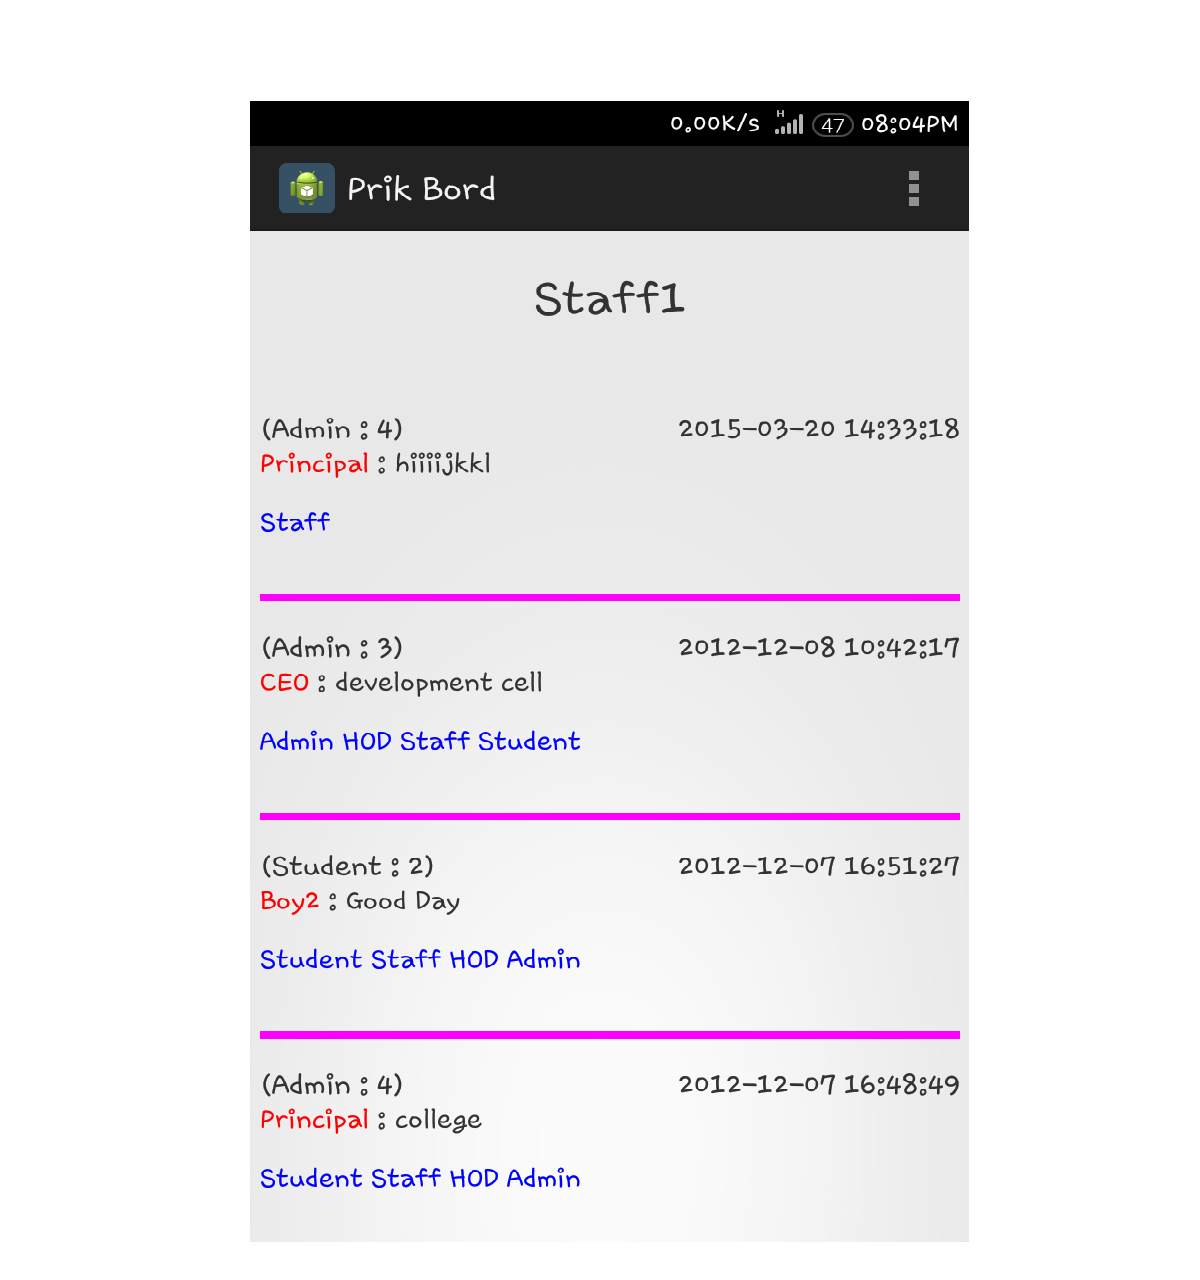 0.00K/s H 47 08:04PM
Prik Bord
Staff1
(Admin : 4) 2015-03-20 14:33:18
Principal : hiiiijkkl
Staff
(Admin : 3) 2012-12-08 10:42:17
CEO : development cell
Admin HOD Staff Student
(Student : 2) 2012-12-07 16:51:27
Boy2 : Good Day
Student Staff HOD Admin
(Admin : 4) 2012-12-07 16:48:49
Principal : college
Student Staff HOD Admin